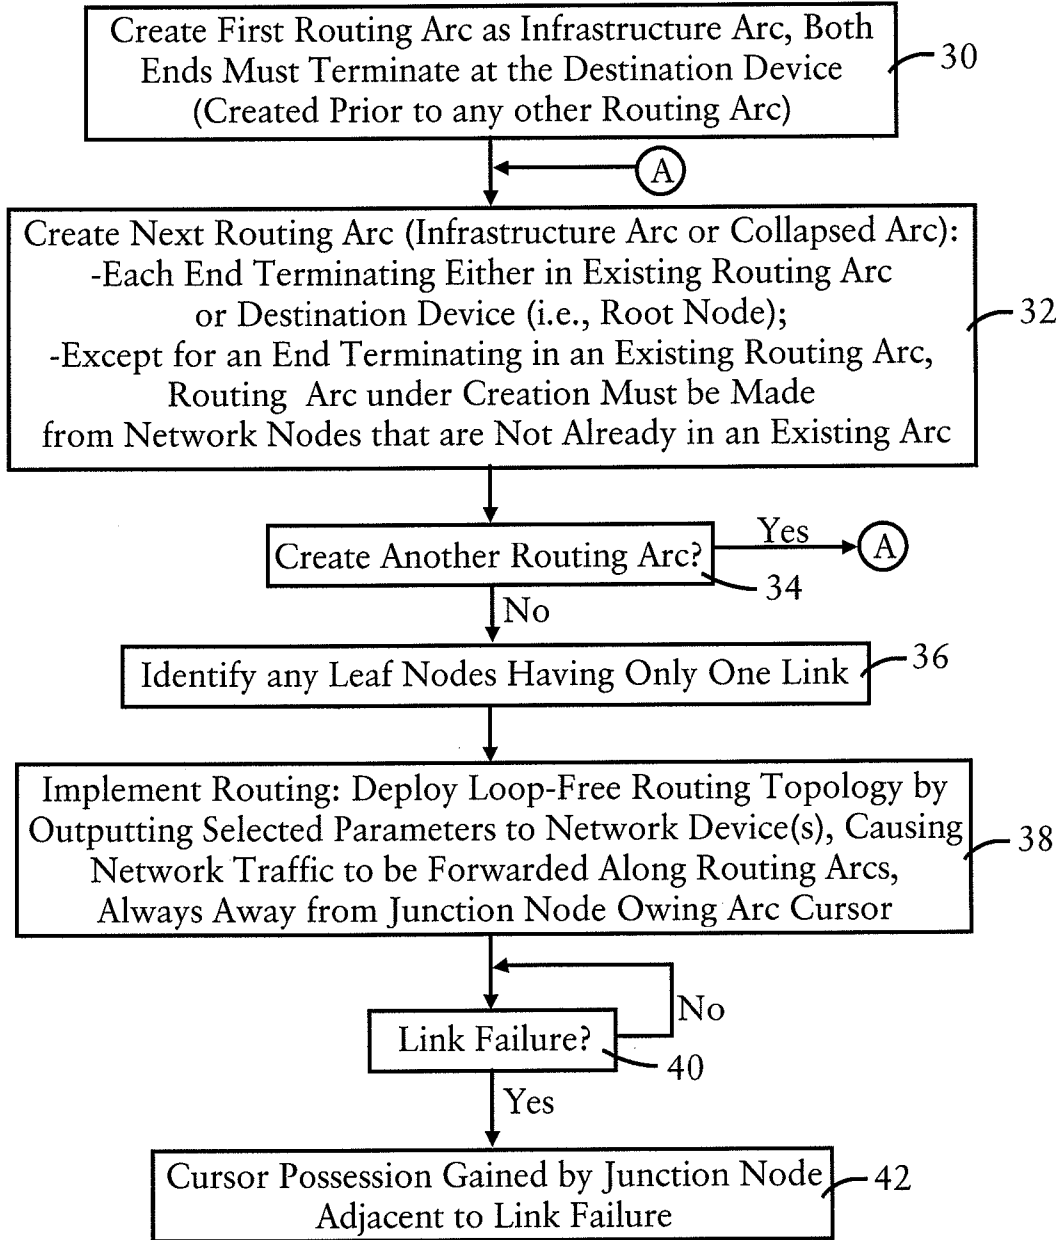 Create First Routing Arc as Infrastructure Arc, Both
Ends Must Terminate at the Destination Device
(Created Prior to any other Routing Arc)
30
A
Create Next Routing Arc (Infrastructure Arc or Collapsed Arc):
-Each End Terminating Either in Existing Routing Arc
or Destination Device (i.e., Root Node);
-Except for an End Terminating in an Existing Routing Arc,
Routing Arc under Creation Must be Made
from Network Nodes that are Not Already in an Existing Arc
32
Create Another Routing Arc?
Yes
A
34
No
Identify any Leaf Nodes Having Only One Link
36
Implement Routing: Deploy Loop-Free Routing Topology by
Outputting Selected Parameters to Network Device(s), Causing
Network Traffic to be Forwarded Along Routing Arcs,
Always Away from Junction Node Owing Arc Cursor
38
No
Link Failure?
40
Yes
Cursor Possession Gained by Junction Node
Adjacent to Link Failure
42